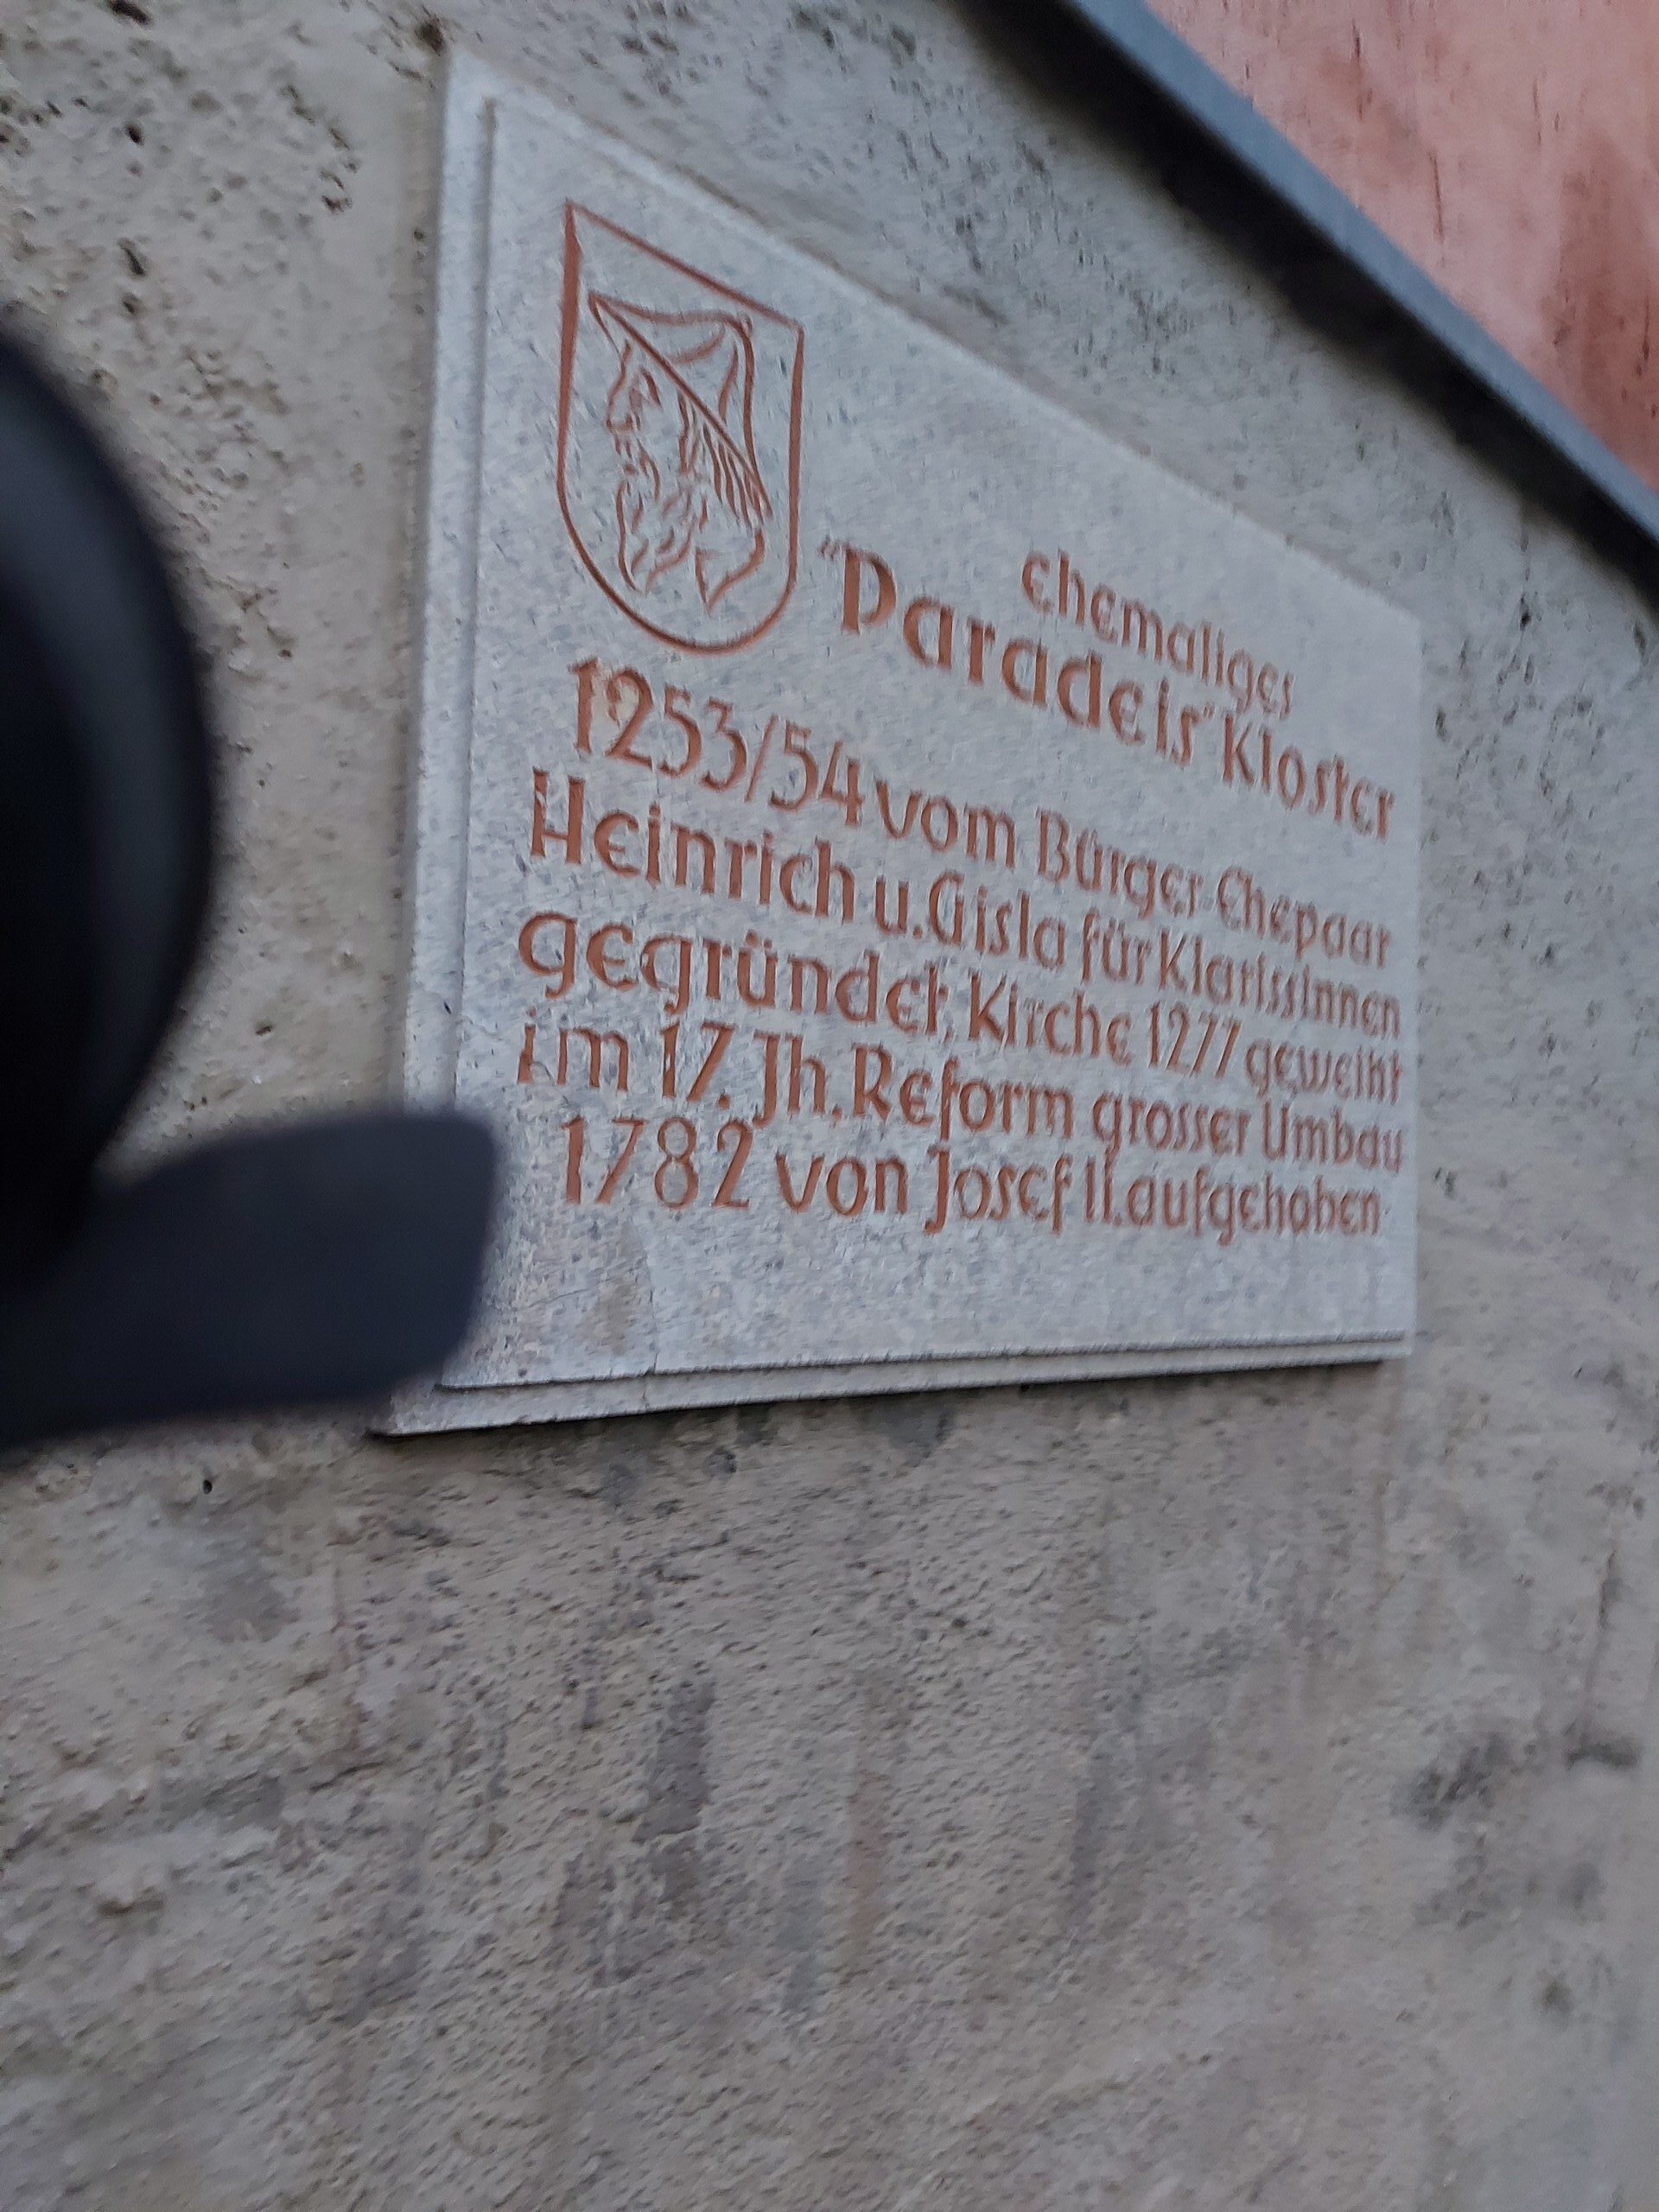 ehemaliges
"Paradeis" Kloster
1253/54 vom Bürger-Ehepaar
Heinrich u. Gisla für Klarissinnen
gegründet, Kirche 1277 geweiht
im 17. Jh. Reform grosser Umbau
1782 von Josef II. aufgehoben